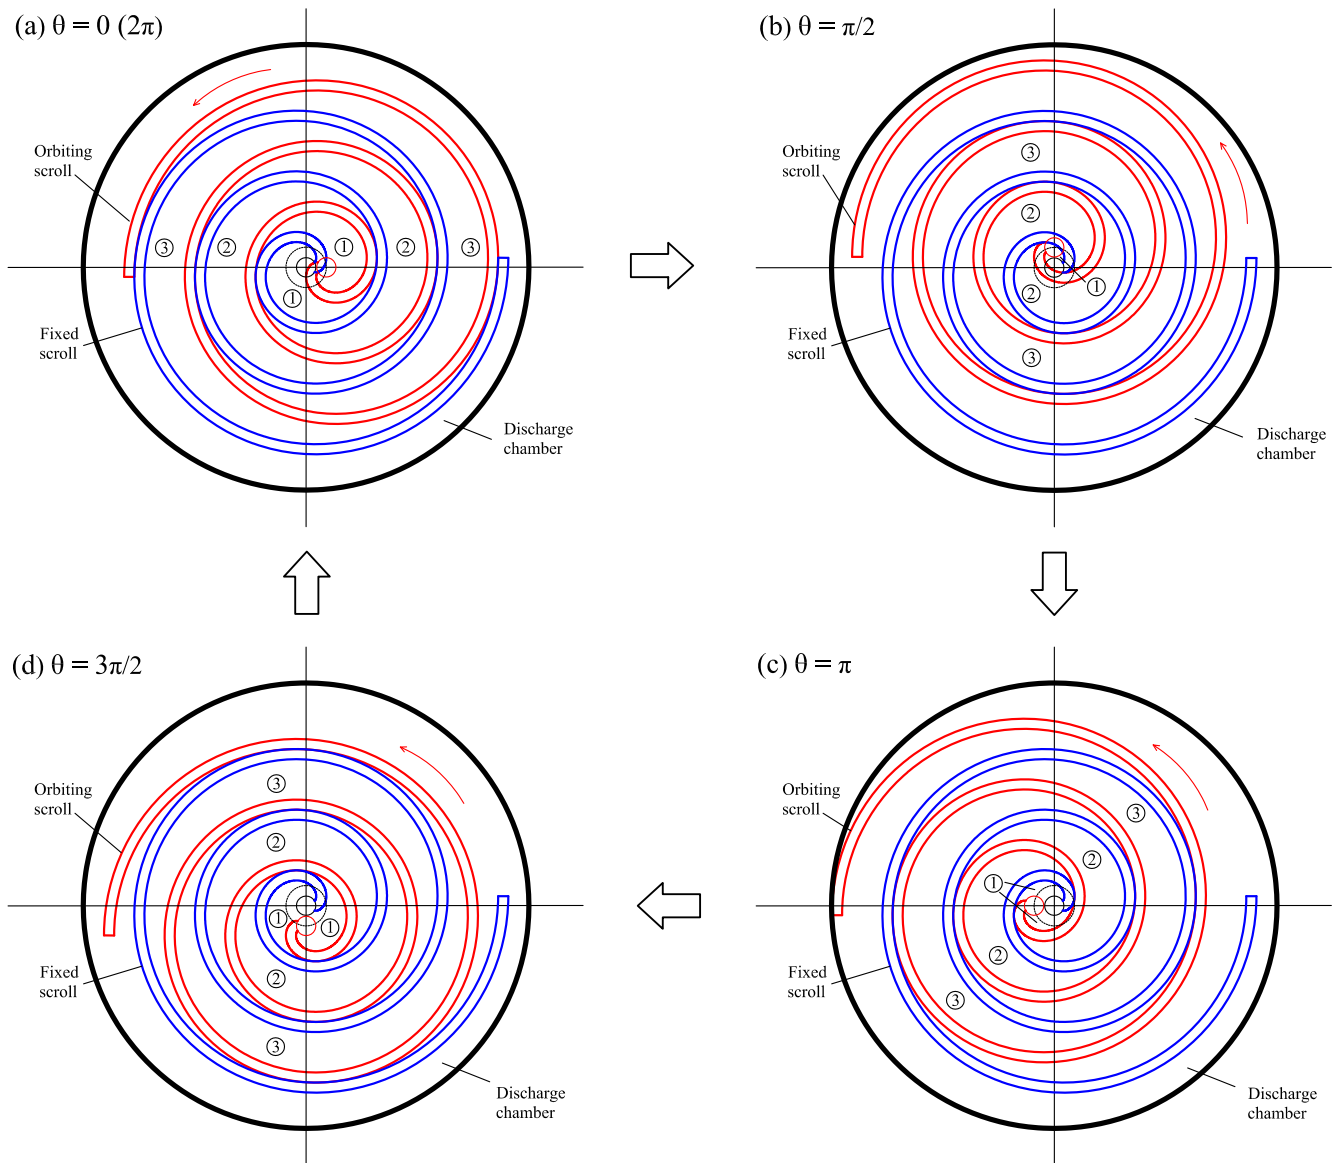 (a) θ = 0 (2π)
Orbiting
scroll
③
②
①
②
③
①
Fixed
scroll
Discharge
chamber
(b) θ = π/2
Orbiting
scroll
③
②
②
①
③
Fixed
scroll
Discharge
chamber
(d) θ = 3π/2
Orbiting
scroll
③
②
①
①
②
③
Fixed
scroll
Discharge
chamber
(c) θ = π
Orbiting
scroll
③
②
①
②
③
Fixed
scroll
Discharge
chamber